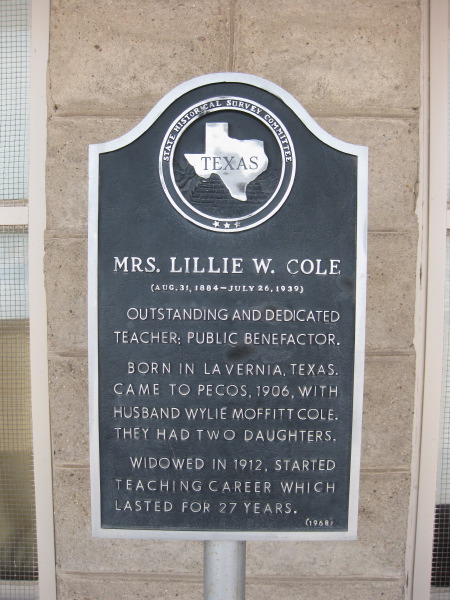 STATE HISTORICAL SURVEY COMMITTEE
TEXAS
MRS. LILLIE W. COLE
(AUG. 31, 1884—JULY 26, 1939)
OUTSTANDING AND DEDICATED
TEACHER; PUBLIC BENEFACTOR.
BORN IN LAVERNIA, TEXAS.
CAME TO PECOS, 1906, WITH
HUSBAND WYLIE MOFFITT COLE.
THEY HAD TWO DAUGHTERS.
WIDOWED IN 1912, STARTED
TEACHING CAREER WHICH
LASTED FOR 27 YEARS.
(1968)